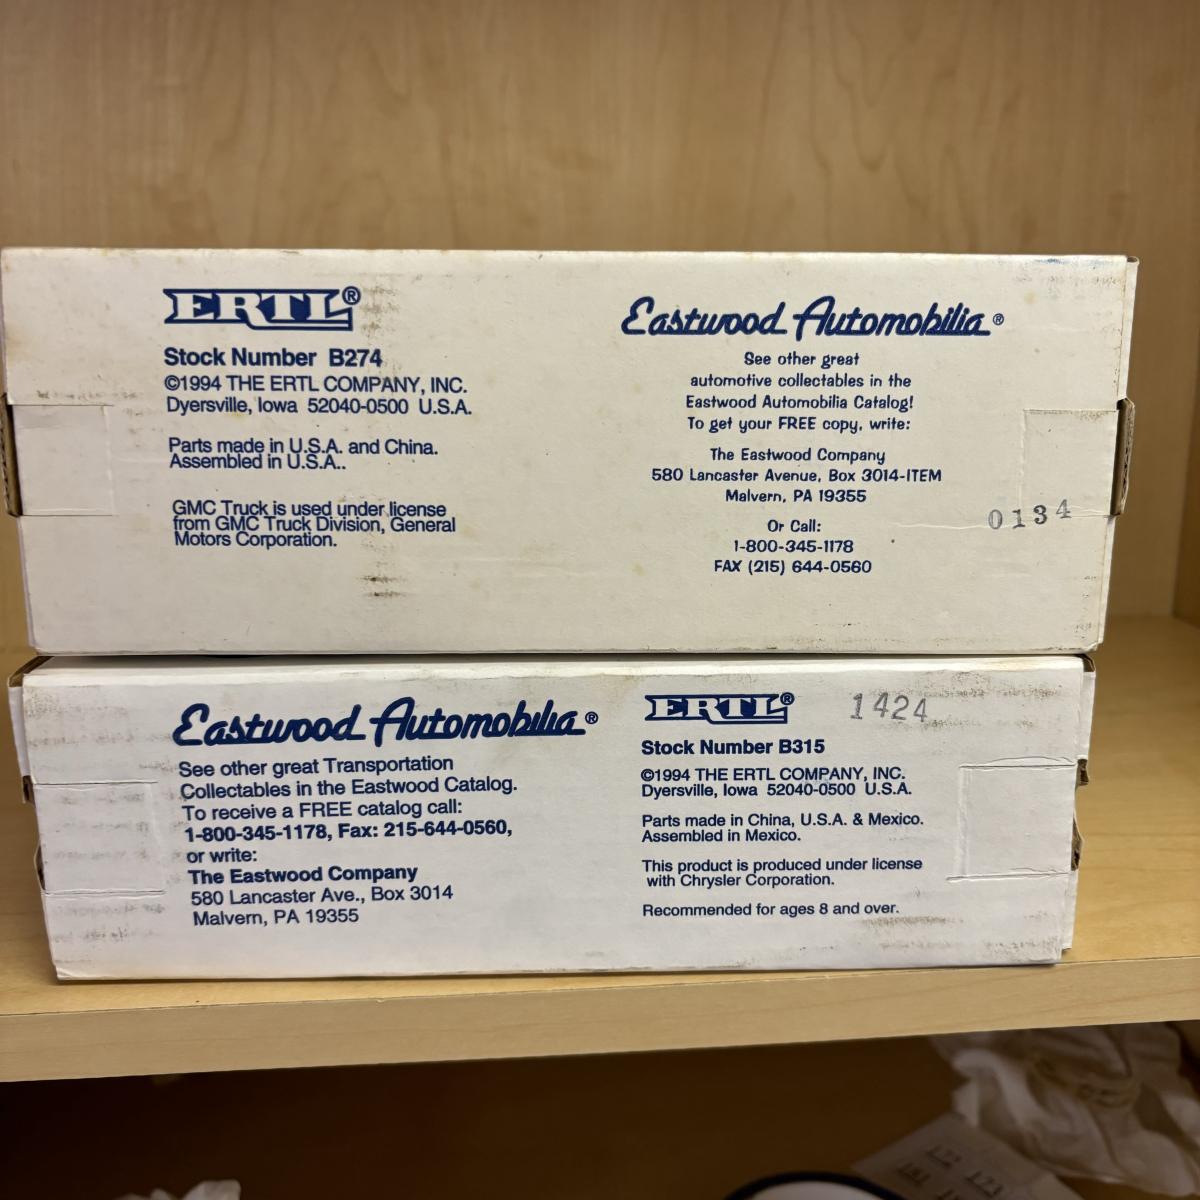 ERTL®
Stock Number B274
©1994 THE ERTL COMPANY, INC.
Dyersville, Iowa 52040-0500 U.S.A.
Parts made in U.S.A. and China.
Assembled in U.S.A..
GMC Truck is used under license
from GMC Truck Division, General
Motors Corporation.
Eastwood Automobilia®
See other great
automotive collectables in the
Eastwood Automobilia Catalog!
To get your FREE copy, write:
The Eastwood Company
580 Lancaster Avenue, Box 3014-ITEM
Malvern, PA 19355
Or Call:
1-800-345-1178
FAX (215) 644-0560
0134
Eastwood Automobilia®
See other great Transportation
Collectables in the Eastwood Catalog.
To receive a FREE catalog call:
1-800-345-1178, Fax: 215-644-0560,
or write:
The Eastwood Company
580 Lancaster Ave., Box 3014
Malvern, PA 19355
ERTL®
1424
Stock Number B315
©1994 THE ERTL COMPANY, INC.
Dyersville, Iowa 52040-0500 U.S.A.
Parts made in China, U.S.A. & Mexico.
Assembled in Mexico.
This product is produced under license
with Chrysler Corporation.
Recommended for ages 8 and over.